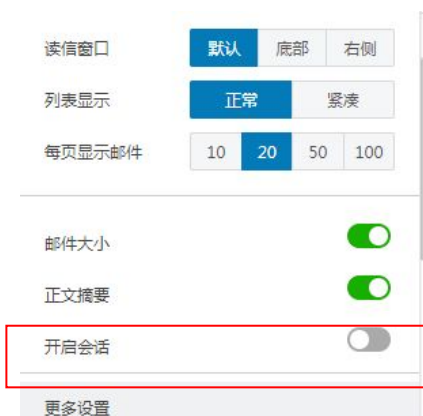 读信窗口 默认 底部 右侧
列表显示 正常 紧凑
每页显示邮件 10 20 50 100
邮件大小
正文摘要
开启会话
更多设置